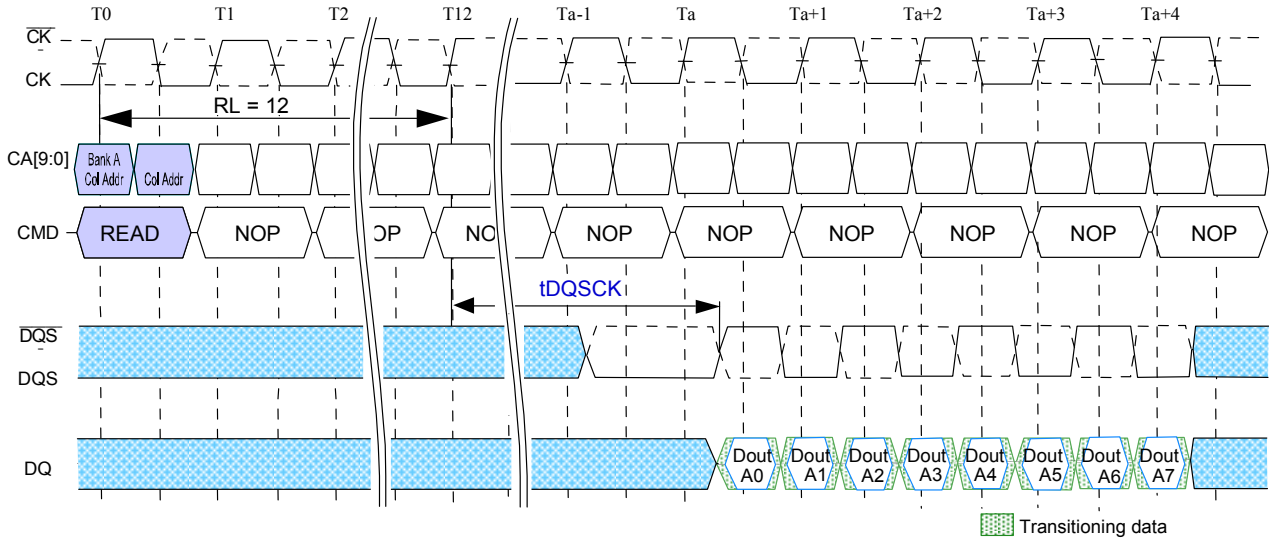 T0 T1 T2 T12 Ta-1 Ta Ta+1 Ta+2 Ta+3 Ta+4
CK
CK
RL = 12
CA[9:0]
Bank A
Col Addr
Col Addr
CMD READ NOP NOP NOP NOP NOP NOP NOP NOP
tDQSCK
DQS
DQS
DQ
Dout A0
Dout A1
Dout A2
Dout A3
Dout A4
Dout A5
Dout A6
Dout A7
Transitioning data